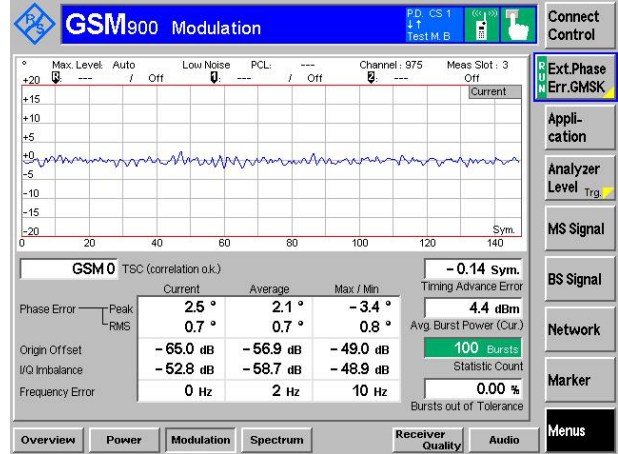 R S
GSM900 Modulation
P.D. CS 1
Test M. B
Connect Control
° Max. Level: Auto Low Noise PCL: --- Channel : 975 Meas Slot : 3
--- / Off --- / Off --- Off
Current
+20
+15
+10
+5
+0
-5
-10
-15
-20
0 20 40 60 80 100 120 140
Sym.
RUN
Ext.Phase Err.GMSK
Appli-cation
Analyzer Level Trg.
MS Signal
BS Signal
Network
Marker
Menus
GSM 0 TSC (correlation o.k.)
Current Average Max / Min
Phase Error Peak 2.5 ° 2.1 ° -3.4 °
RMS 0.7 ° 0.7 ° 0.8 °
Origin Offset -65.0 dB -56.9 dB -49.0 dB
I/Q Imbalance -52.8 dB -58.7 dB -48.9 dB
Frequency Error 0 Hz 2 Hz 10 Hz
-0.14 Sym.
Timing Advance Error
4.4 dBm
Avg. Burst Power (Cur.)
100 Bursts
Statistic Count
0.00 %
Bursts out of Tolerance
Overview Power Modulation Spectrum Receiver Quality Audio